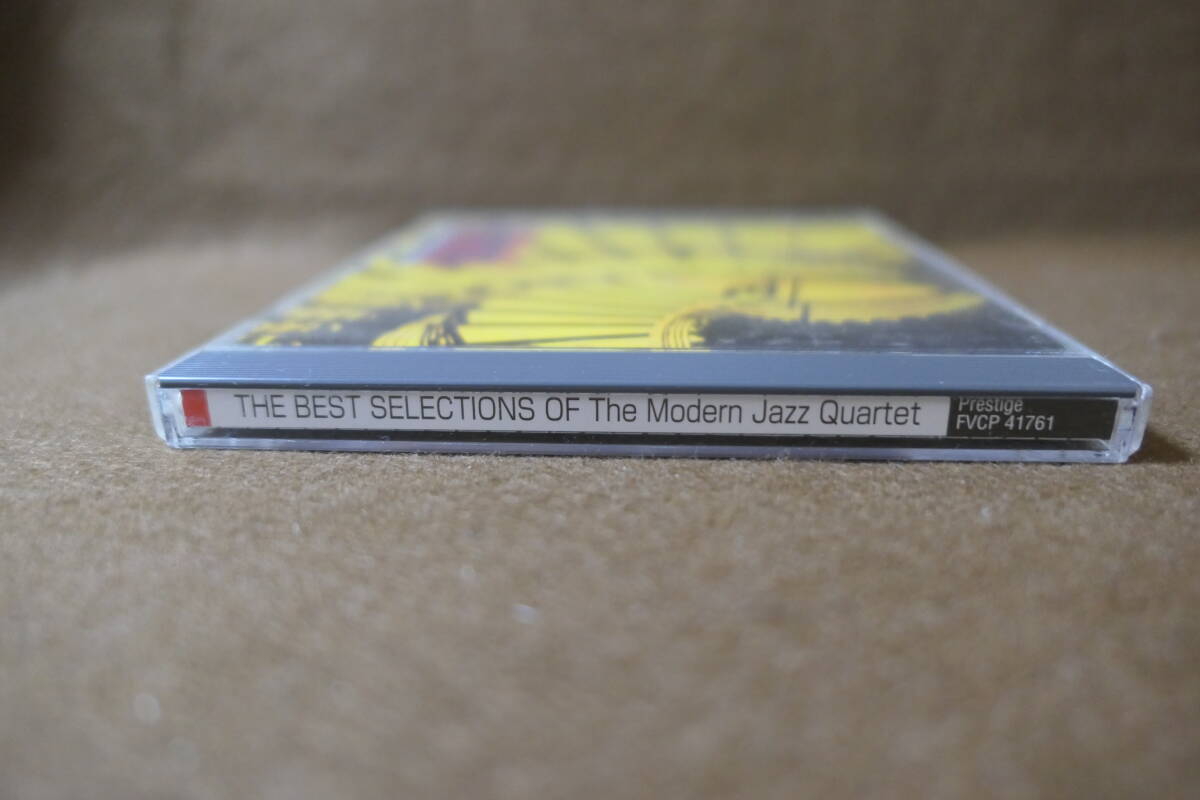 THE BEST SELECTIONS OF The Modern Jazz Quartet
Prestige
FVCP 41761